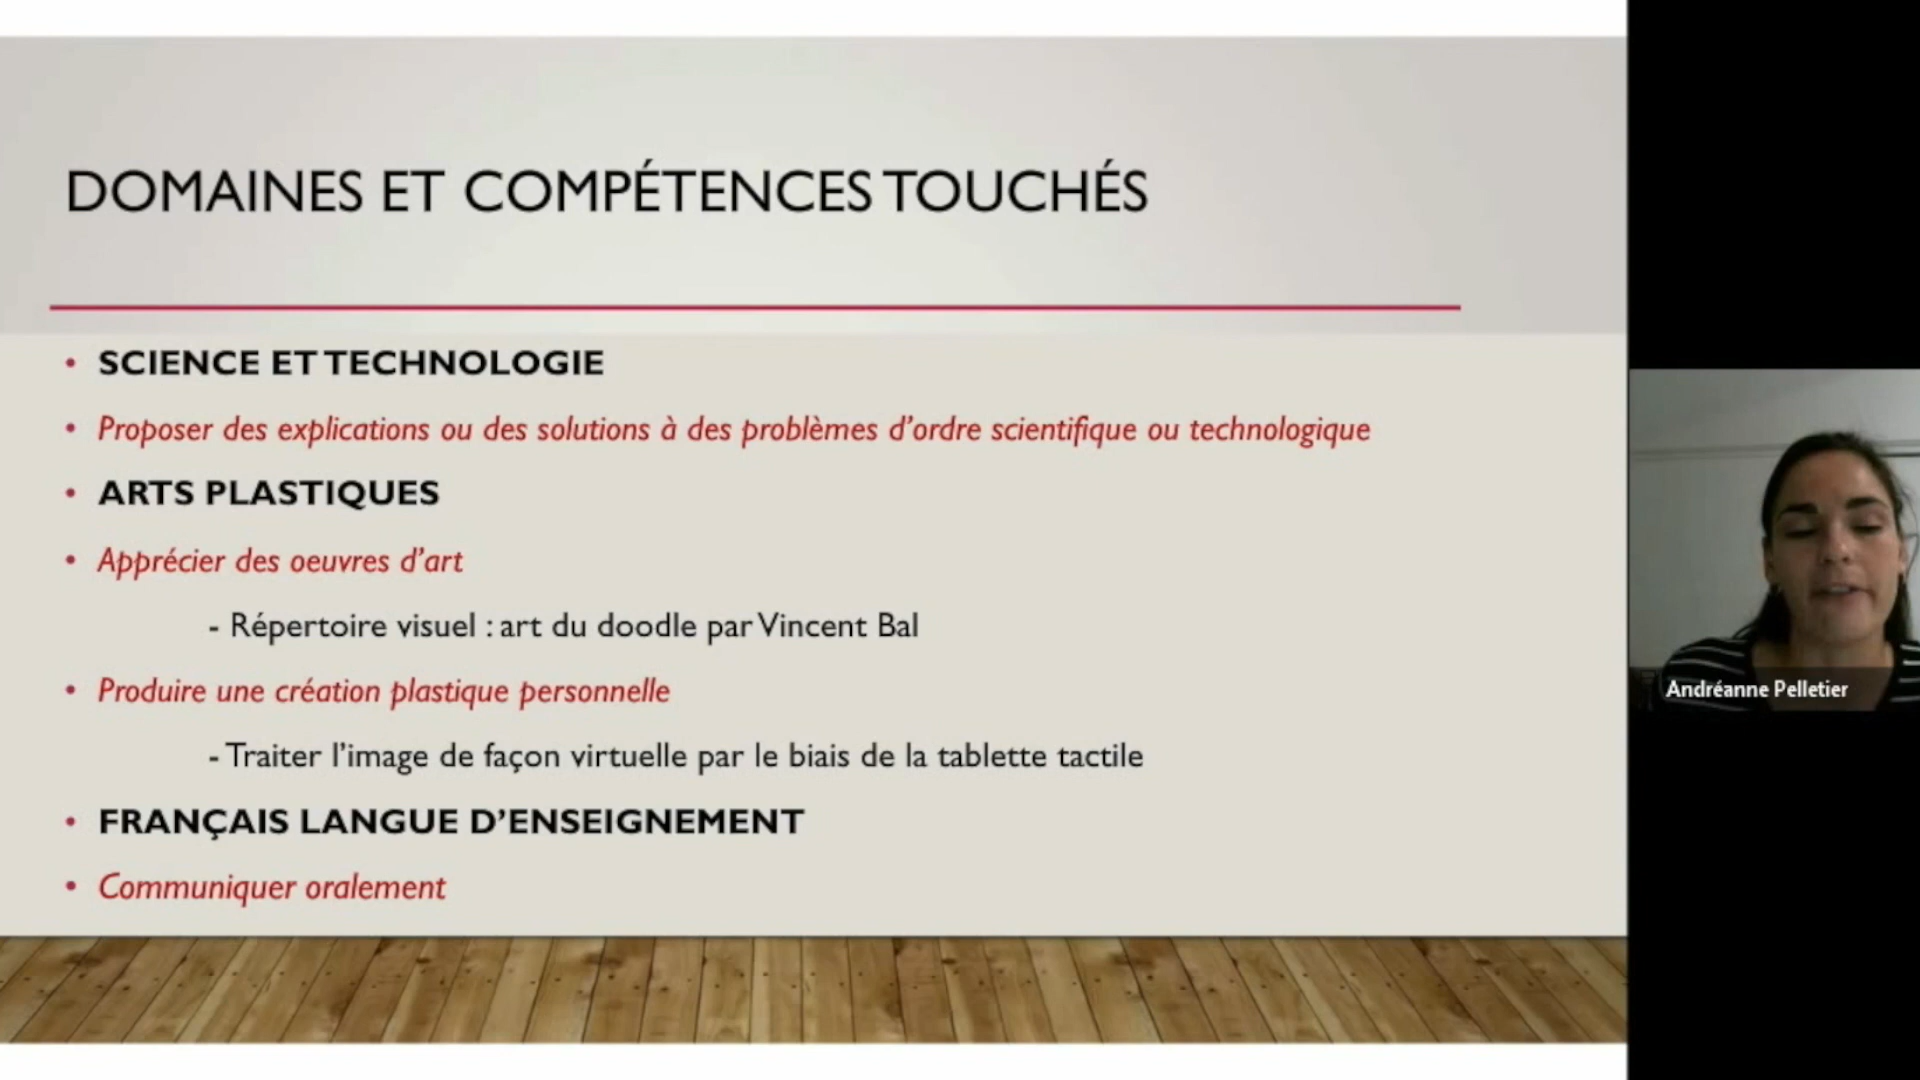 DOMAINES ET COMPÉTENCES TOUCHÉS
• SCIENCE ET TECHNOLOGIE
• Proposer des explications ou des solutions à des problèmes d'ordre scientifique ou technologique
• ARTS PLASTIQUES
• Apprécier des oeuvres d'art
- Répertoire visuel : art du doodle par Vincent Bal
• Produire une création plastique personnelle
- Traiter l'image de façon virtuelle par le biais de la tablette tactile
• FRANÇAIS LANGUE D'ENSEIGNEMENT
• Communiquer oralement
Andréanne Pelletier